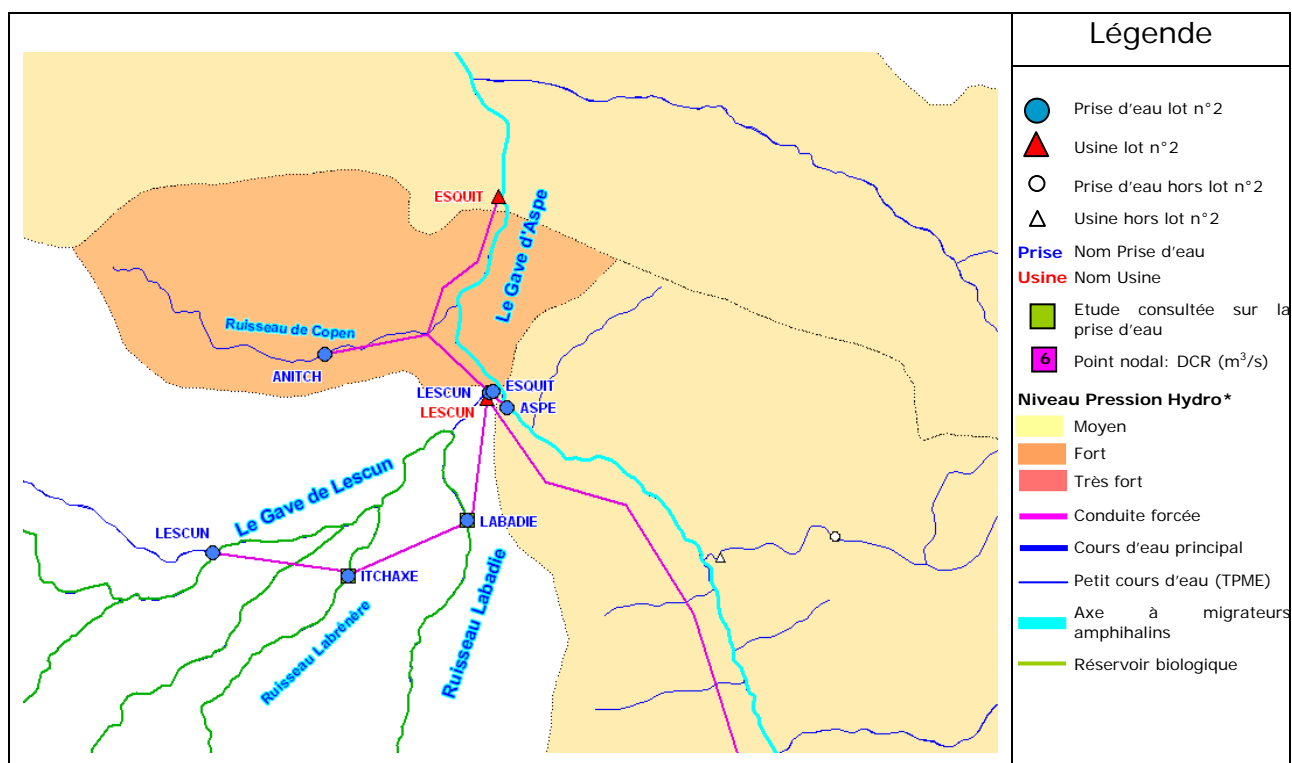 ESQUIT
Le Gave d'Aspe
Ruisseau de Copen
ANITCH
LESCUN
ESQUIT
LESCUN
ASPE
Le Gave de Lescun
LESCUN
LABADIE
ITCHAXE
Ruisseau Labrénère
Ruisseau Labadie
Légende
Prise d'eau lot n°2
Usine lot n°2
Prise d'eau hors lot n°2
Usine hors lot n°2
Prise Nom Prise d'eau
Usine Nom Usine
Etude consultée sur la
prise d'eau
6 Point nodal: DCR (m³/s)
Niveau Pression Hydro*
Moyen
Fort
Très fort
Conduite forcée
Cours d'eau principal
Petit cours d'eau (TPME)
Axe à migrateurs
amphihalins
Réservoir biologique